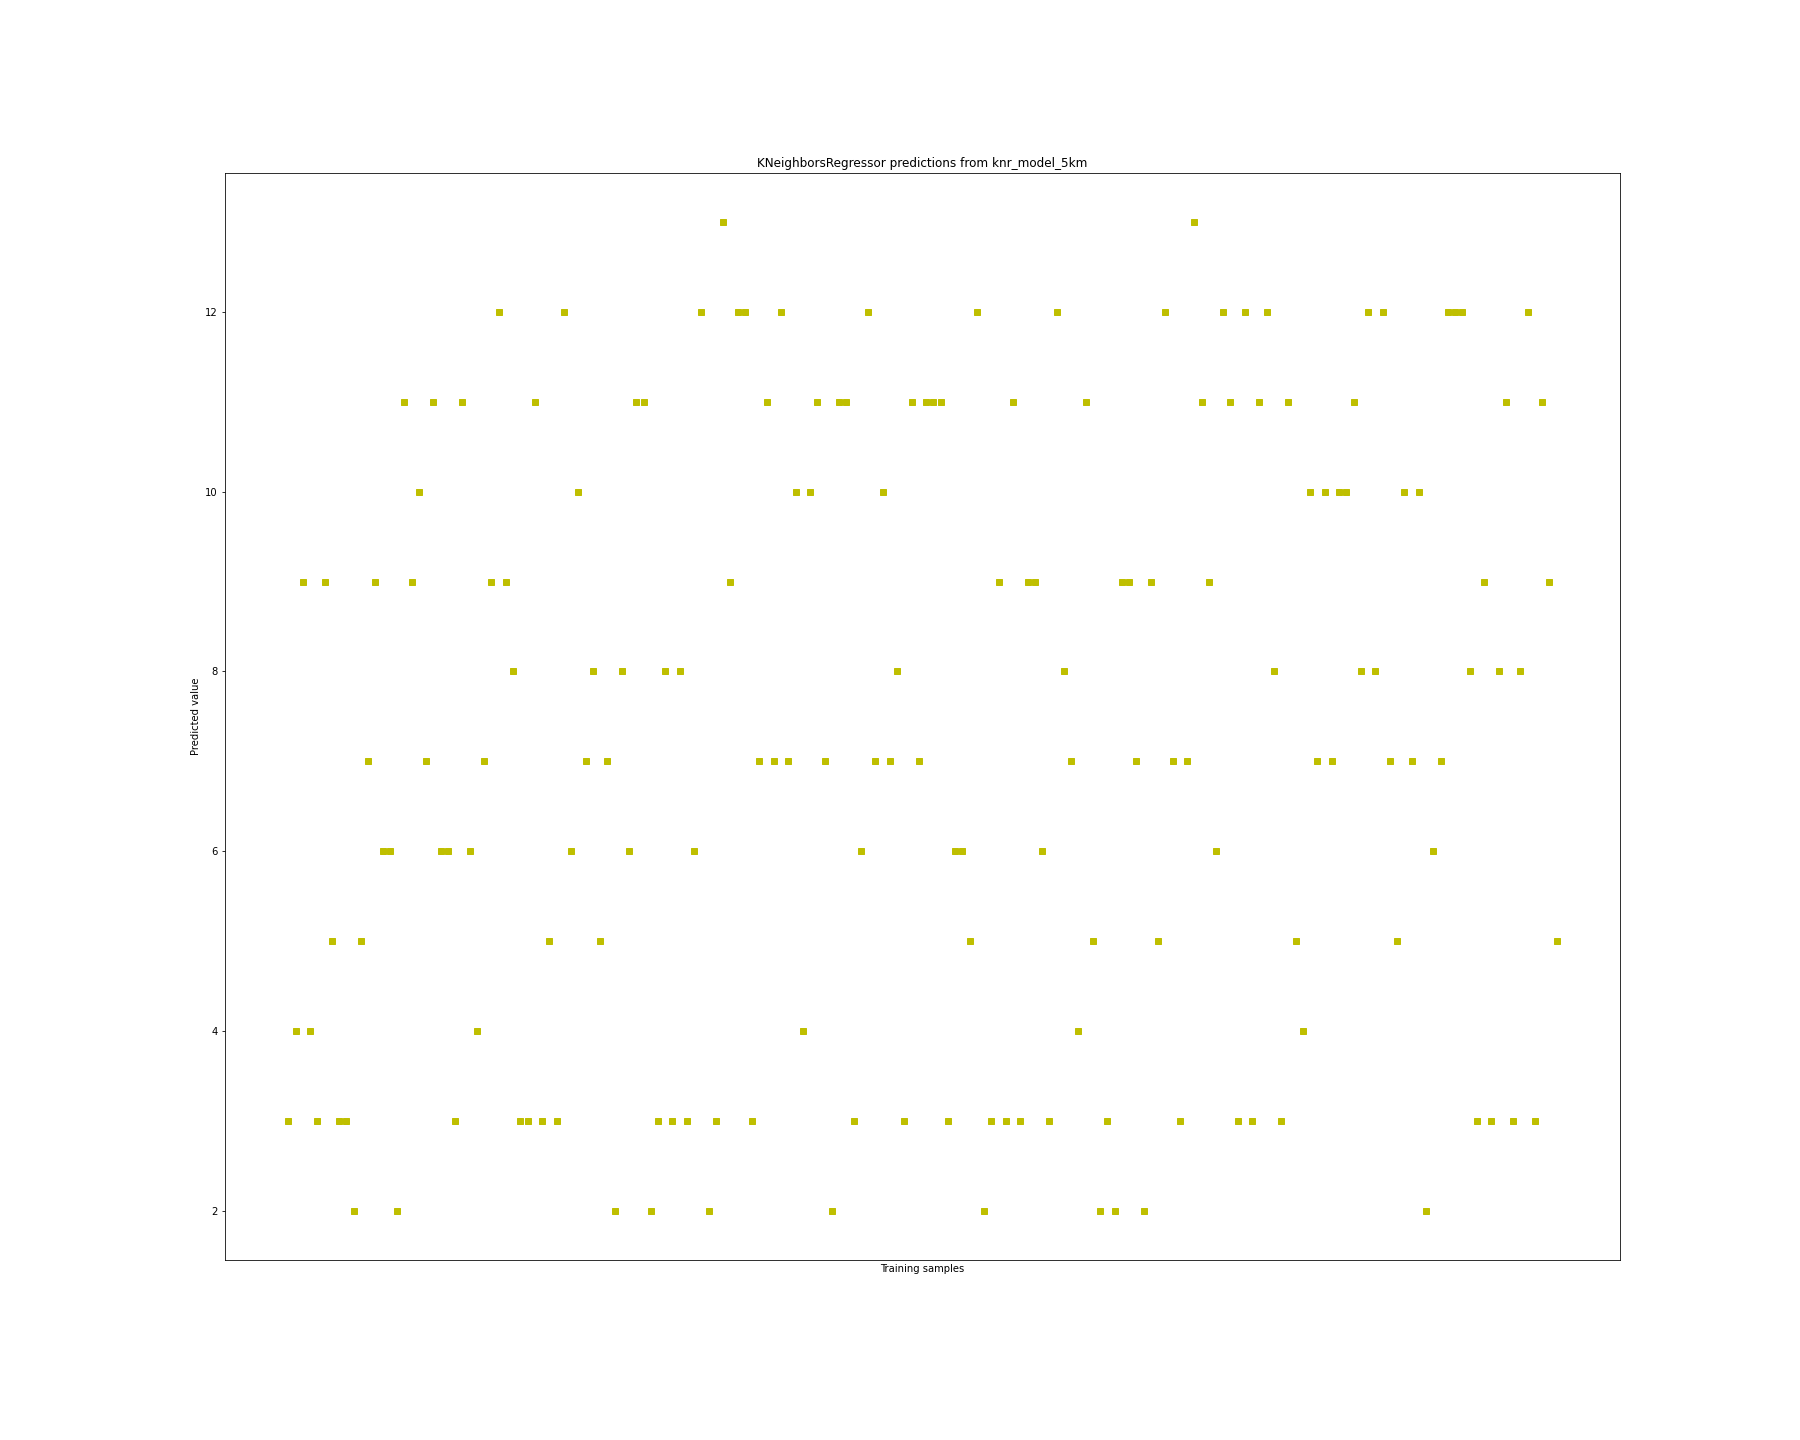 KNeighborsRegressor predictions from knr_model_5km
12
10
8
6
4
2
Predicted value
Training samples